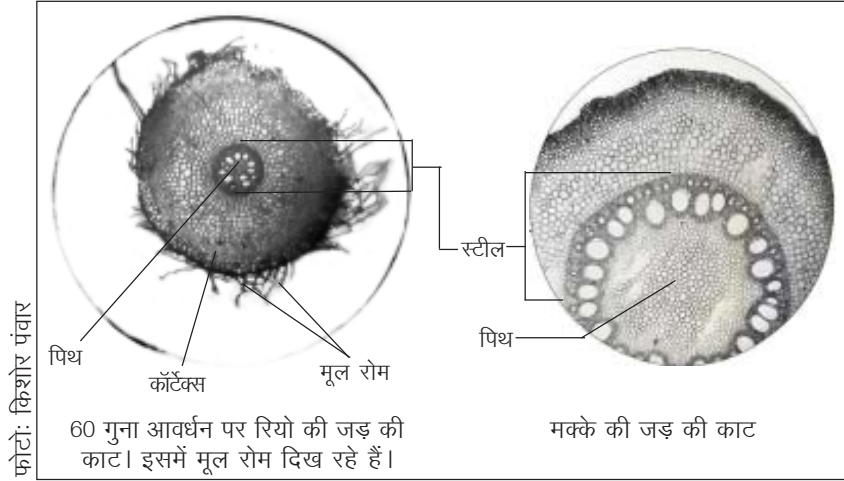 स्टील
पिथ
पिथ
कॉर्टेक्स
मूल रोम
60 गुना आवर्धन पर रियो की जड़ की
काट। इसमें मूल रोम दिख रहे हैं।
मक्के की जड़ की काट
फोटो: किशोर पंवार